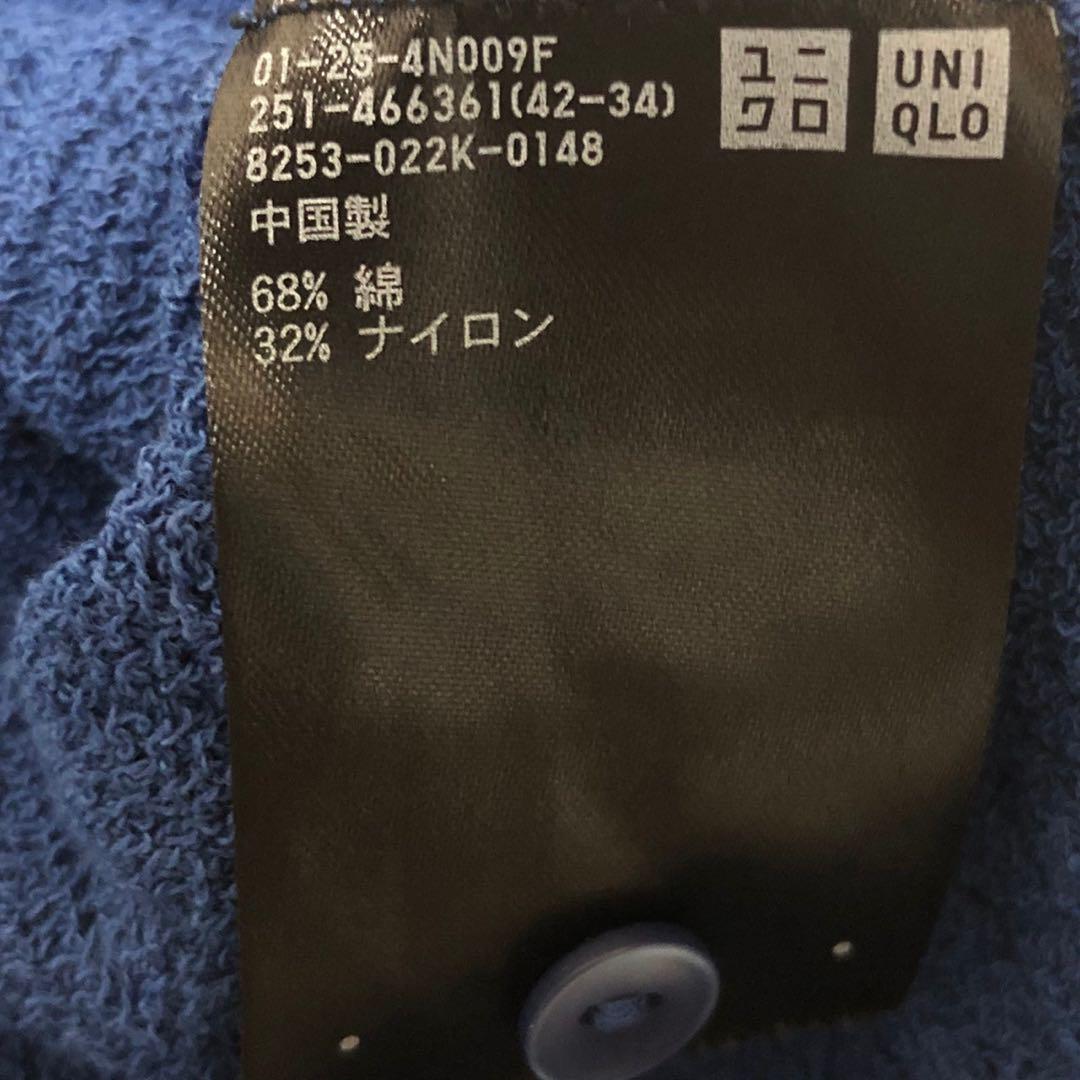 01-25-4N009F
251-466361(42-34)
8253-022K-0148
中国製
68% 綿
32% ナイロン
ユニ
クロ
UNI
QLO